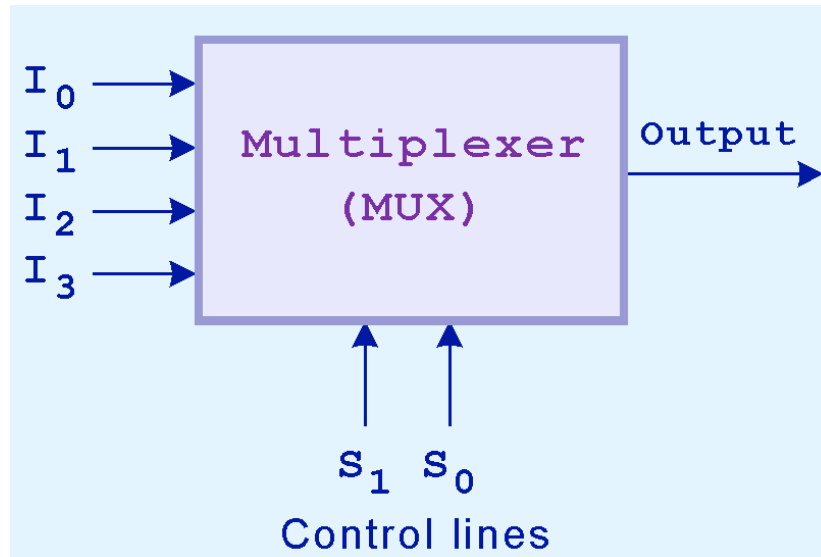 I0
I1
I2
I3
Multiplexer
(MUX)
Output
S1 S0
Control lines